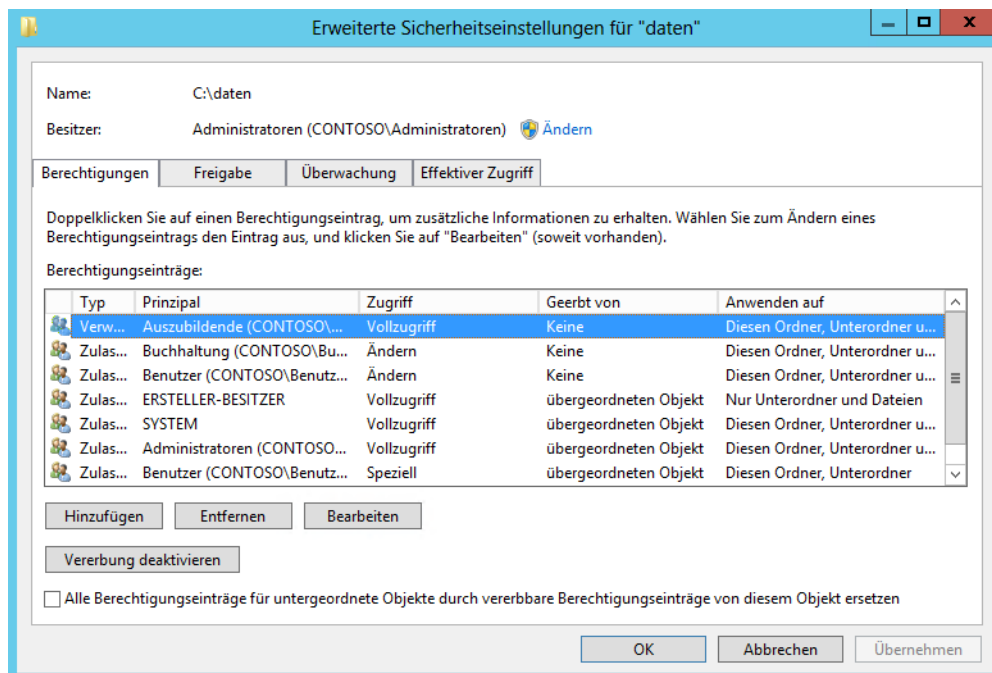 Erweiterte Sicherheitseinstellungen für "daten"
Name: C:\daten
Besitzer: Administratoren (CONTOSO\Administratoren) Ändern
Berechtigungen Freigabe Überwachung Effektiver Zugriff
Doppelklicken Sie auf einen Berechtigungseintrag, um zusätzliche Informationen zu erhalten. Wählen Sie zum Ändern eines
Berechtigungseintrags den Eintrag aus, und klicken Sie auf "Bearbeiten" (soweit vorhanden).
Berechtigungseinträge:
Typ Prinzipal Zugriff Geerbt von Anwenden auf
Verw... Auszubildende (CONTOSO\... Vollzugriff Keine Diesen Ordner, Unterordner u...
Zulas... Buchhaltung (CONTOSO\Bu... Ändern Keine Diesen Ordner, Unterordner u...
Zulas... Benutzer (CONTOSO\Benutz... Ändern Keine Diesen Ordner, Unterordner u...
Zulas... ERSTELLER-BESITZER Vollzugriff übergeordneten Objekt Nur Unterordner und Dateien
Zulas... SYSTEM Vollzugriff übergeordneten Objekt Diesen Ordner, Unterordner u...
Zulas... Administratoren (CONTOSO... Vollzugriff übergeordneten Objekt Diesen Ordner, Unterordner u...
Zulas... Benutzer (CONTOSO\Benutz... Speziell übergeordneten Objekt Diesen Ordner, Unterordner
Hinzufügen Entfernen Bearbeiten
Vererbung deaktivieren
Alle Berechtigungseinträge für untergeordnete Objekte durch vererbbare Berechtigungseinträge von diesem Objekt ersetzen
OK Abbrechen Übernehmen